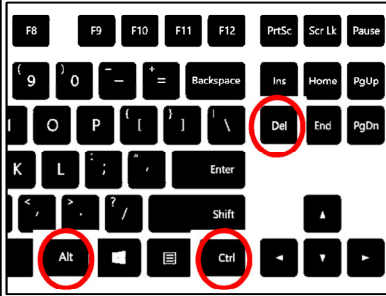 F8 F9 F10 F11 F12 PrtSc Scr Lk Pause
( 9 ) 0 _ - + = Backspace Ins Home PgUp
I O P { [ } ] | \ Del End PgDn
K L : ; " ' Enter
< , > . ? / Shift
Alt Ctrl